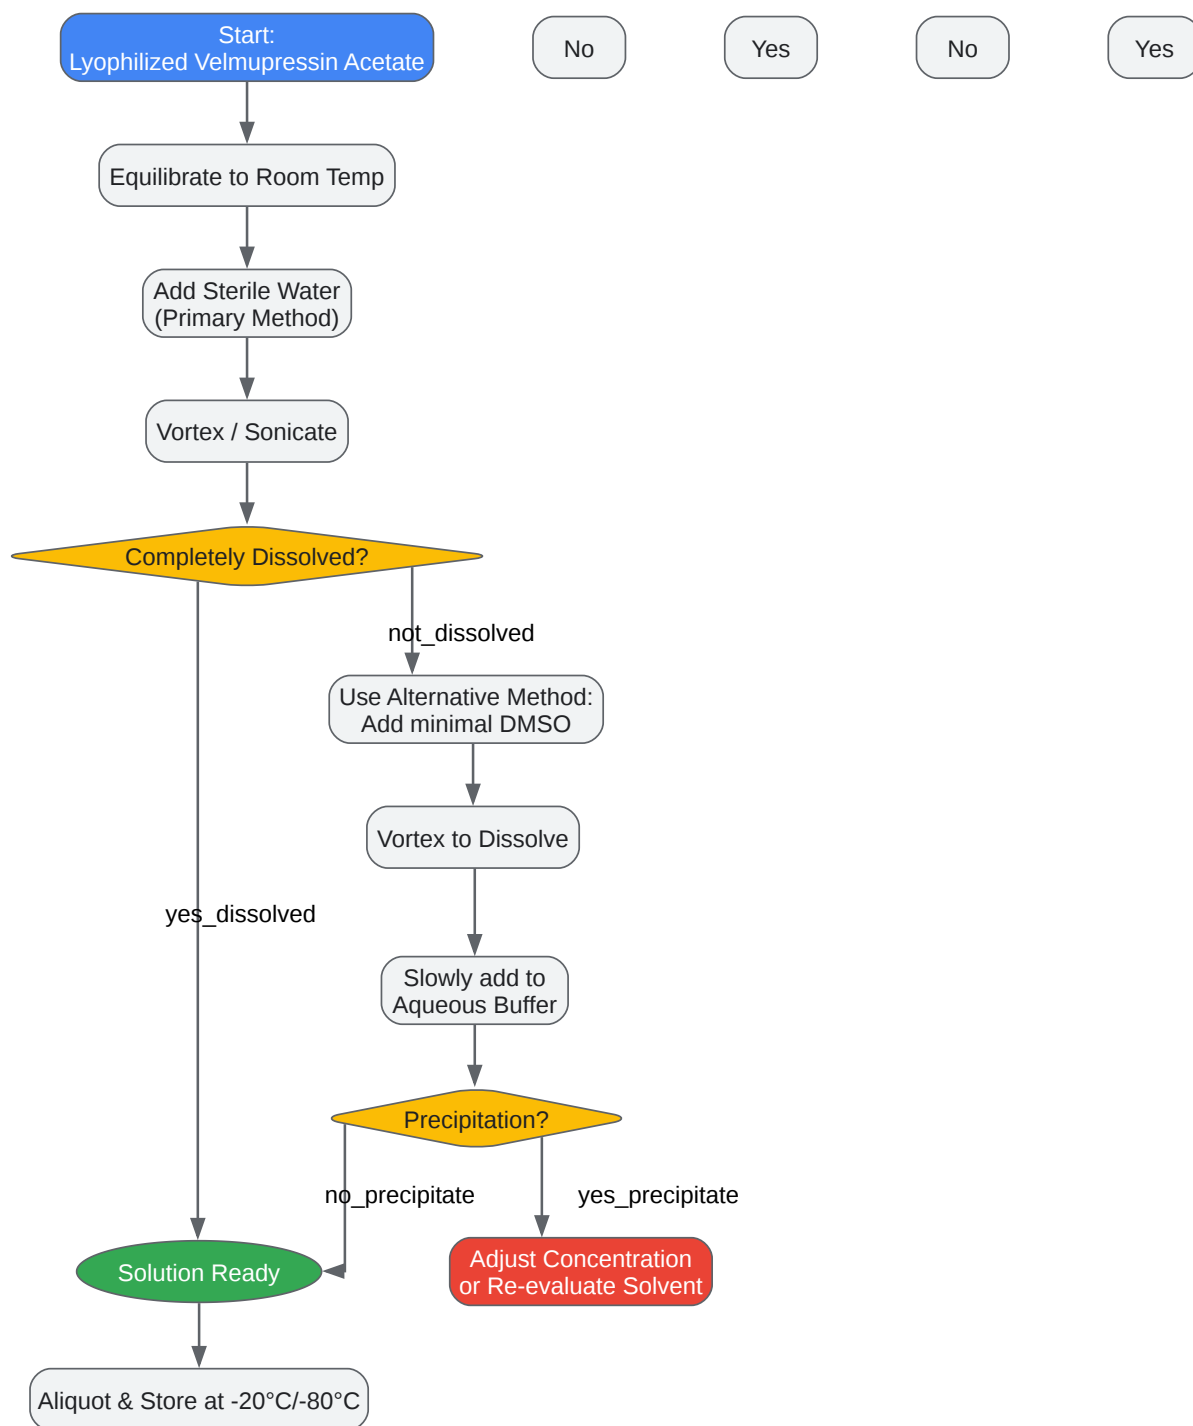 Start:
Lyophilized Velmupressin Acetate
No
Yes
No
Yes
Equilibrate to Room Temp
Add Sterile Water
(Primary Method)
Vortex / Sonicate
Completely Dissolved?
not_dissolved
Use Alternative Method:
Add minimal DMSO
Vortex to Dissolve
yes_dissolved
Slowly add to
Aqueous Buffer
Precipitation?
no_precipitate
yes_precipitate
Solution Ready
Adjust Concentration
or Re-evaluate Solvent
Aliquot & Store at -20°C/-80°C